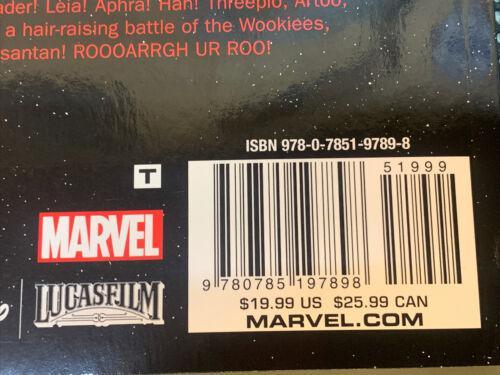 ader! Leia! Aphra! Han! Threepio, Artoo,
a hair-raising battle of the Wookiees,
santan! ROOOARRGH UR ROO!
ISBN 978-0-7851-9789-8
51999
T
MARVEL
LUCASFILM
9 780785 197898
$19.99 US $25.99 CAN
MARVEL.COM